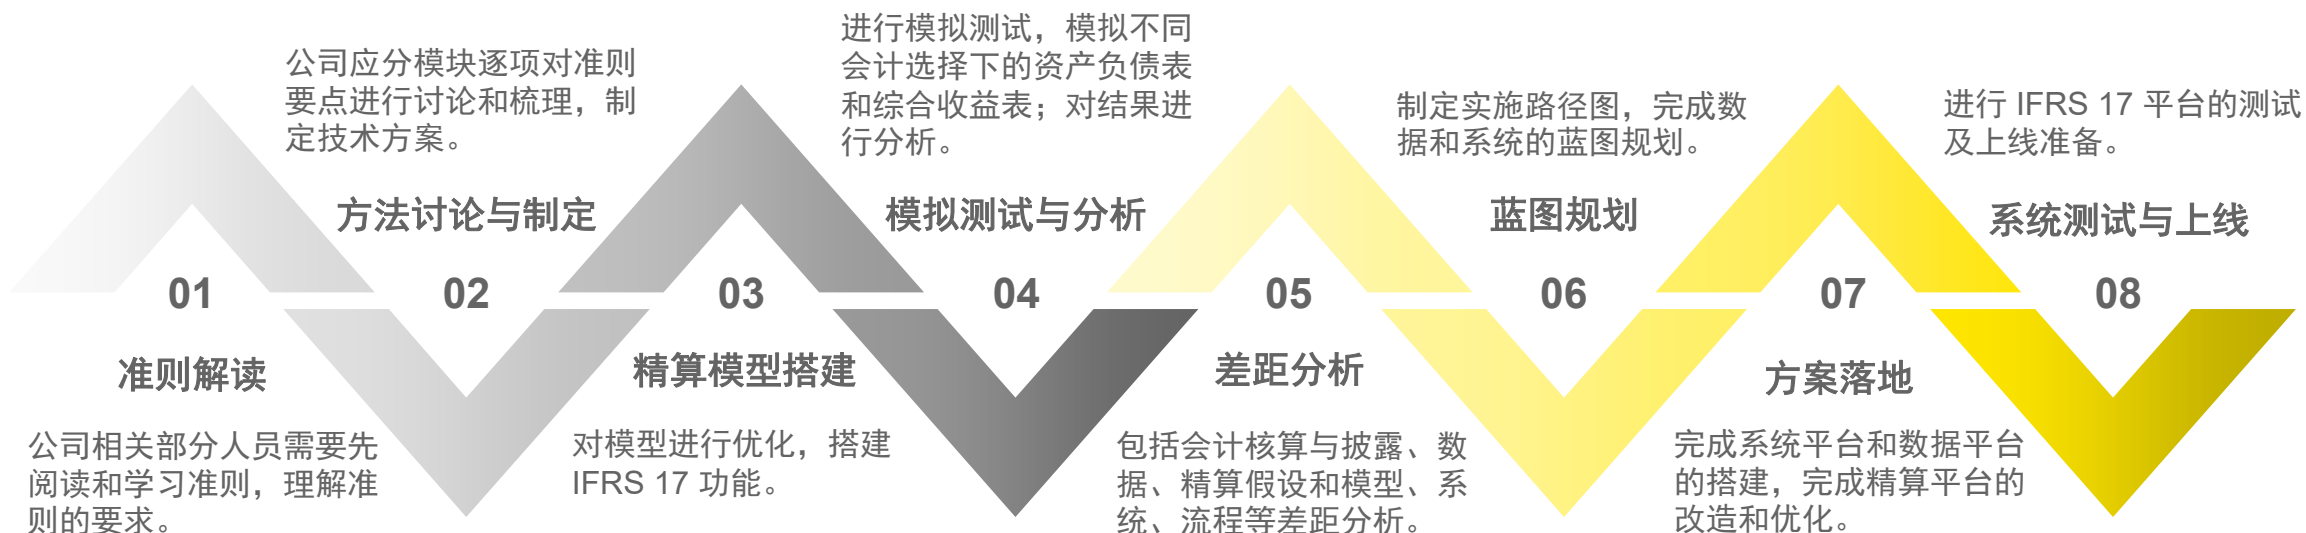 01
准则解读
公司相关部分人员需要先
阅读和学习准则，理解准
则的要求。
公司应分模块逐项对准则
要点进行讨论和梳理，制
定技术方案。
方法讨论与制定
02
03
精算模型搭建
对模型进行优化，搭建
IFRS 17 功能。
进行模拟测试，模拟不同
会计选择下的资产负债表
和综合收益表；对结果进
行分析。
模拟测试与分析
04
05
差距分析
包括会计核算与披露、数
据、精算假设和模型、系
统、流程等差距分析。
制定实施路径图，完成数
据和系统的蓝图规划。
蓝图规划
06
07
方案落地
完成系统平台和数据平台
的搭建，完成精算平台的
改造和优化。
进行 IFRS 17 平台的测试
及上线准备。
系统测试与上线
08